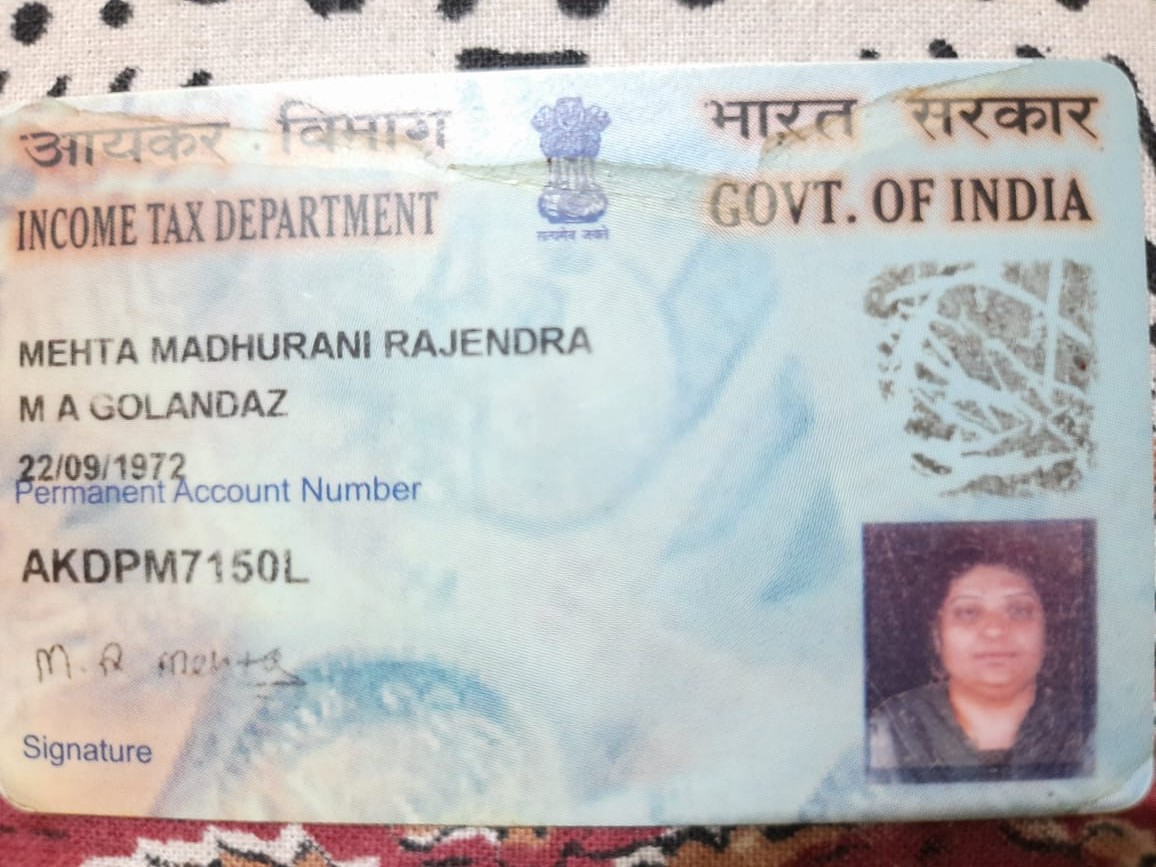 आयकर विभाग
भारत सरकार
INCOME TAX DEPARTMENT
GOVT. OF INDIA
सत्यमेव जयते
MEHTA MADHURANI RAJENDRA
M A GOLANDAZ
22/09/1972
Permanent Account Number
AKDPM7150L
M. R Mehta
Signature